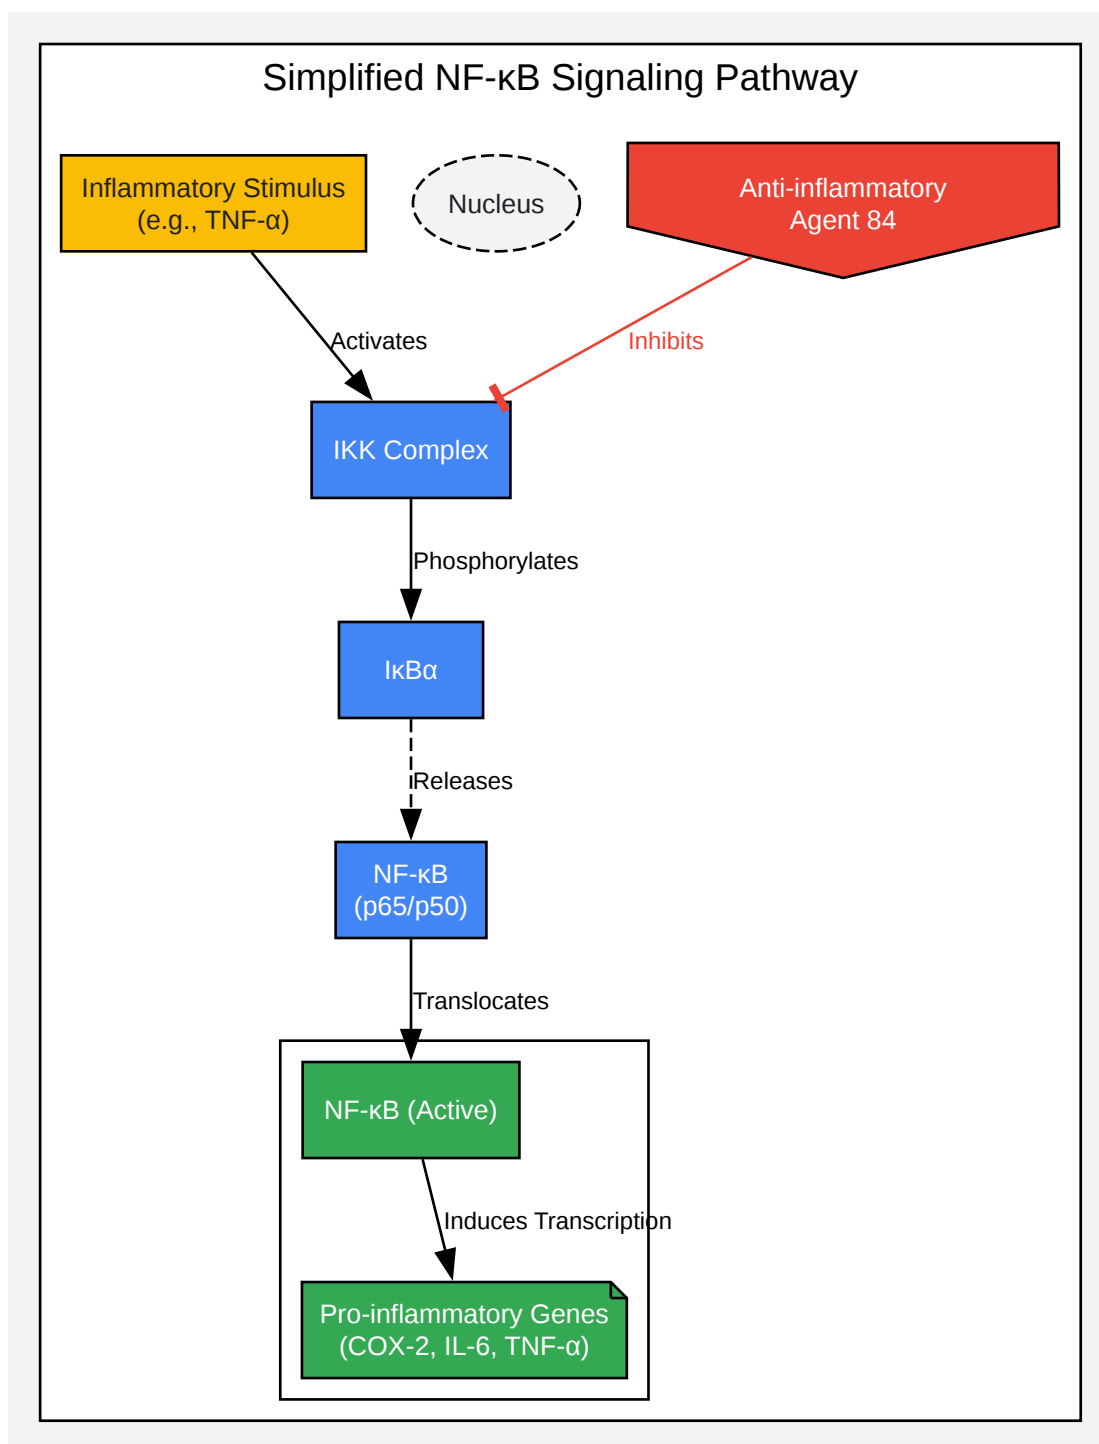 Simplified NF-κB Signaling Pathway
Inflammatory Stimulus
(e.g., TNF-α)
Nucleus
Anti-inflammatory
Agent 84
Activates
Inhibits
IKK Complex
Phosphorylates
IκBα
Releases
NF-κB
(p65/p50)
Translocates
NF-κB (Active)
Induces Transcription
Pro-inflammatory Genes
(COX-2, IL-6, TNF-α)